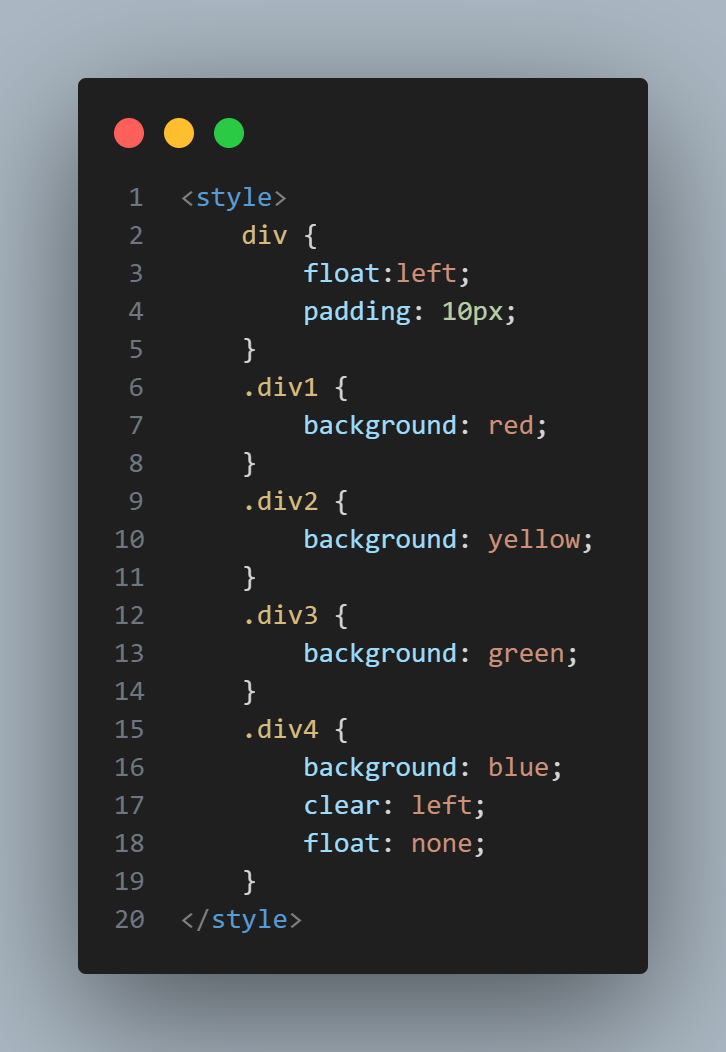 1 <style>
2     div {
3         float:left;
4         padding: 10px;
5     }
6     .div1 {
7         background: red;
8     }
9     .div2 {
10         background: yellow;
11     }
12     .div3 {
13         background: green;
14     }
15     .div4 {
16         background: blue;
17         clear: left;
18         float: none;
19     }
20 </style>